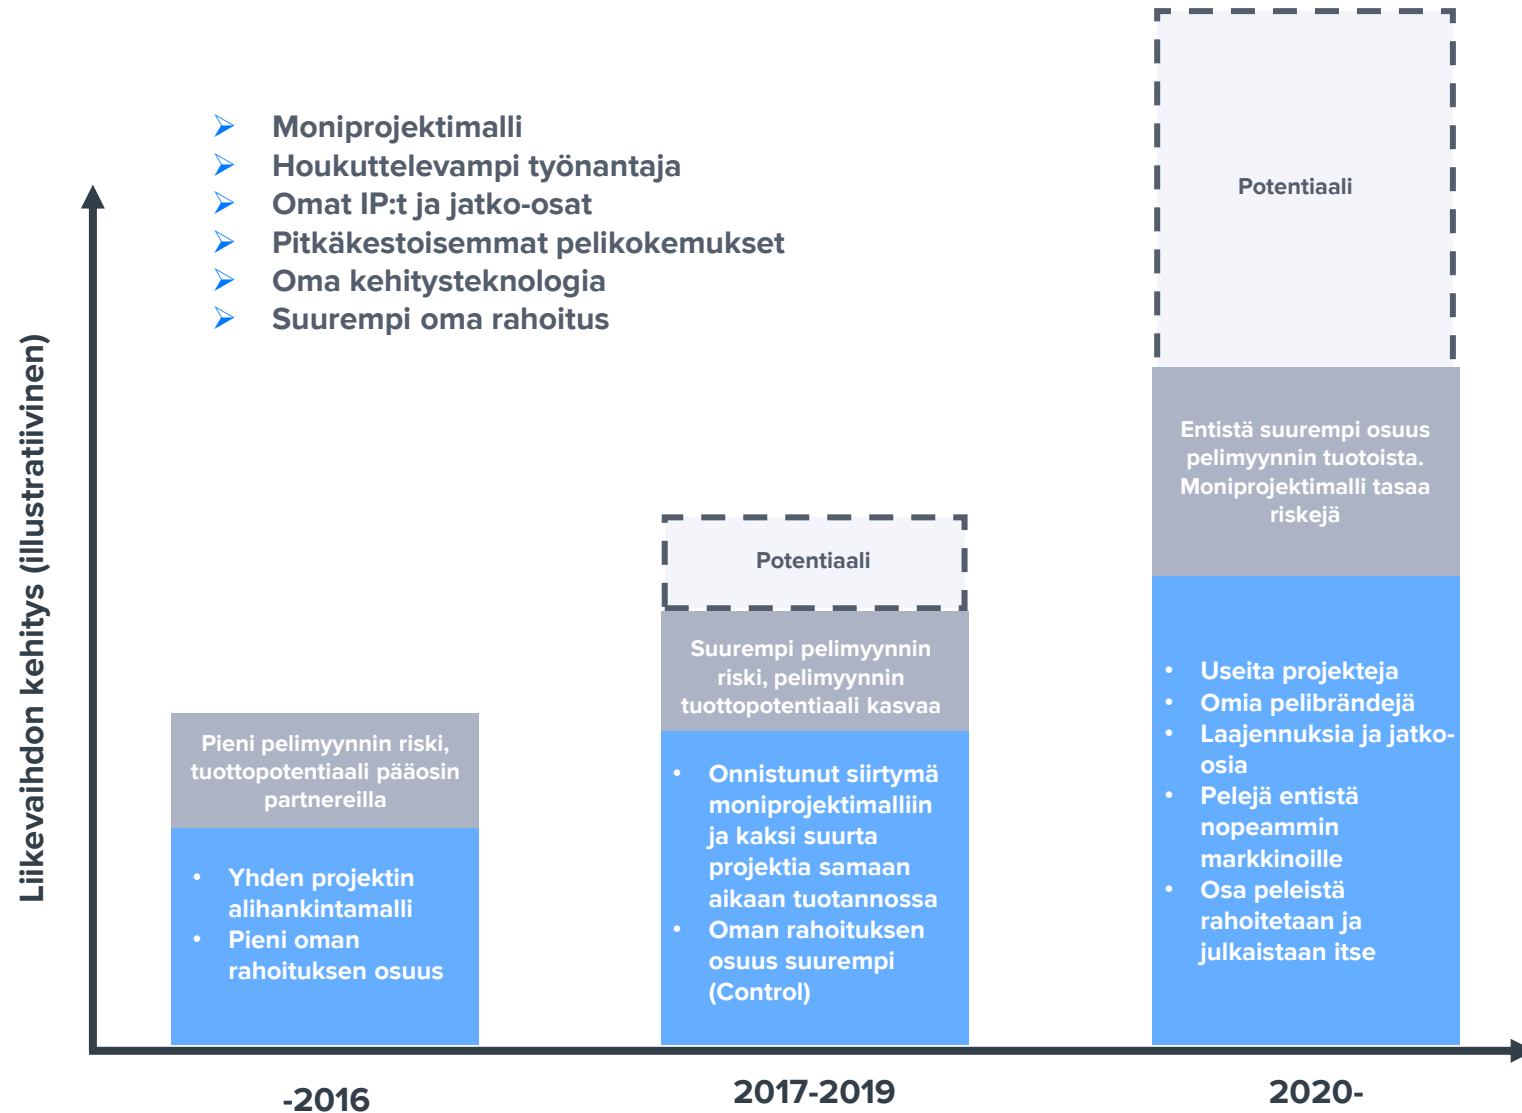 Moniprojektimalli
Houkuttelevampi työnantaja
Omat IP:t ja jatko-osat
Pitkäkestoisemmat pelikokemukset
Oma kehitysteknologia
Suurempi oma rahoitus
Liikevaihdon kehitys (illustratiivinen)
Pieni pelimyynnin riski,
tuottopotentiaali pääosin
partnereilla
• Yhden projektin
alihankintamalli
• Pieni oman
rahoituksen osuus
-2016
Potentiaali
Suurempi pelimyynnin
riski, pelimyynnin
tuottopotentiaali kasvaa
• Onnistunut siirtymä
moniprojektimalliin
ja kaksi suurta
projektia samaan
aikaan tuotannossa
• Oman rahoituksen
osuus suurempi
(Control)
2017-2019
Potentiaali
Entistä suurempi osuus
pelimyynnin tuotoista.
Moniprojektimalli tasaa
riskejä
• Useita projekteja
• Omia pelibrändejä
• Laajennuksia ja jatko-
osia
• Pelejä entistä
nopeammin
markkinoille
• Osa peleistä
rahoitetaan ja
julkaistaan itse
2020-